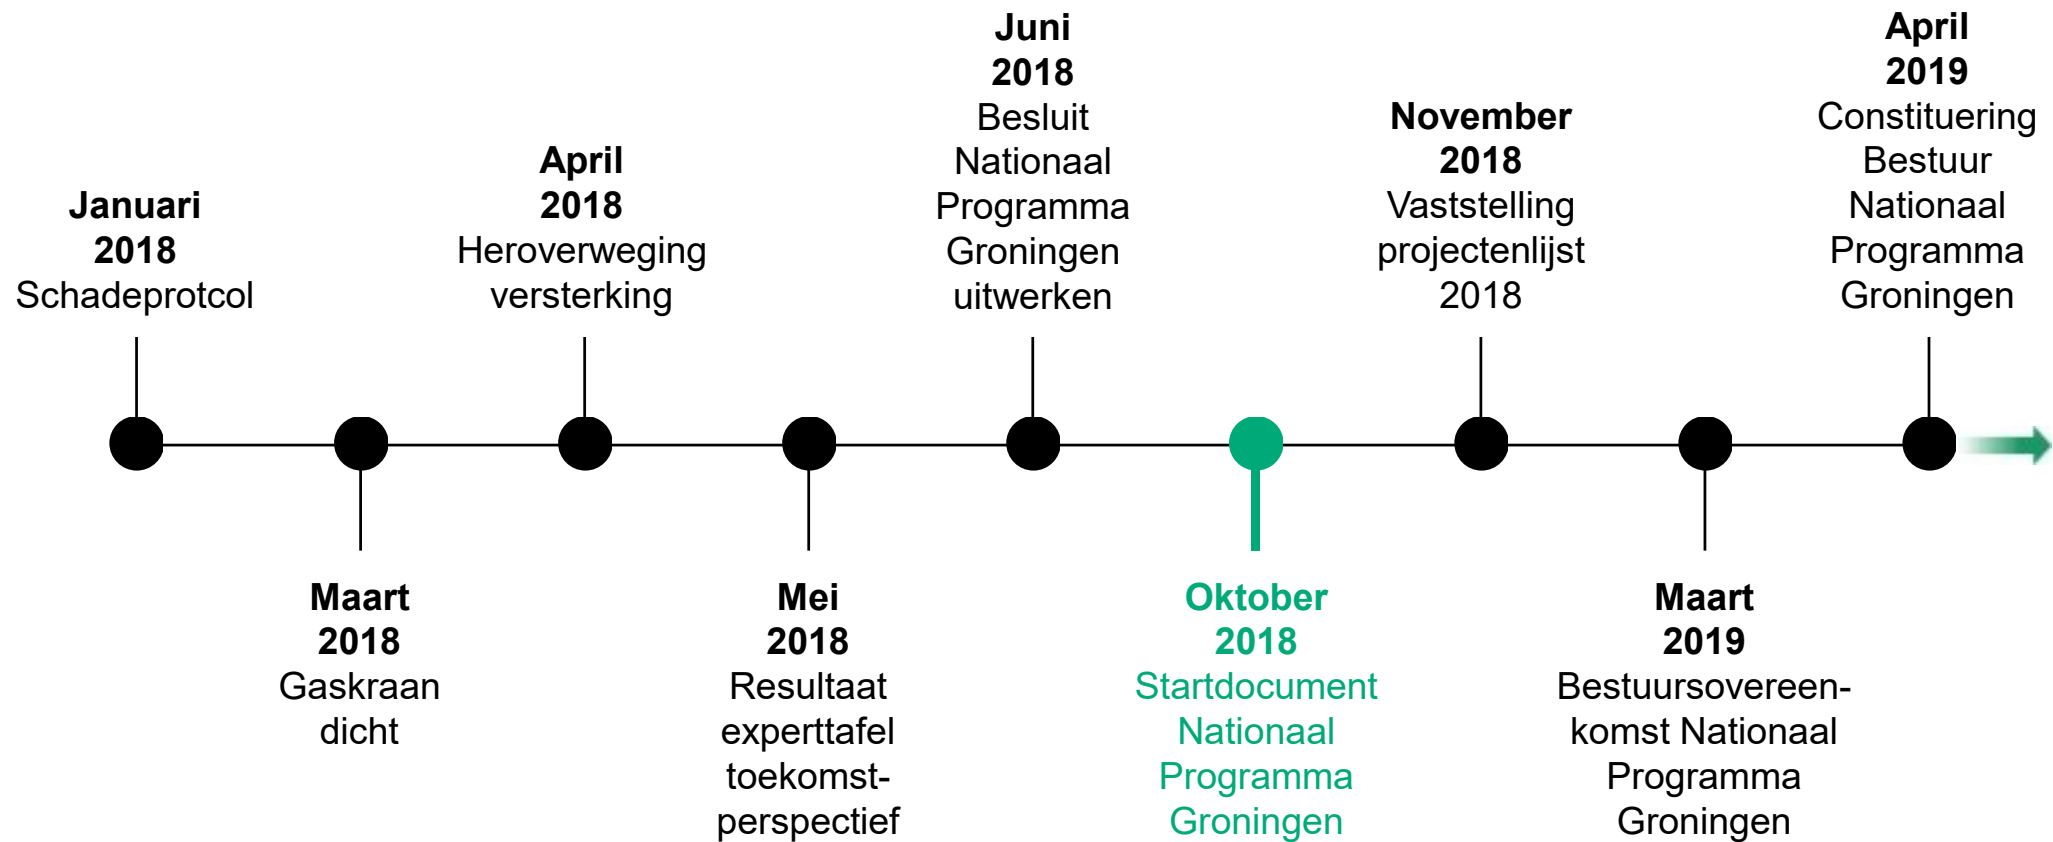 Januari
2018
Schadeprotcol
Maart
2018
Gaskraan
dicht
April
2018
Heroverweging
versterking
Mei
2018
Resultaat
experttafel
toekomst-
perspectief
Juni
2018
Besluit
Nationaal
Programma
Groningen
uitwerken
Oktober
2018
Startdocument
Nationaal
Programma
Groningen
November
2018
Vaststelling
projectenlijst
2018
Maart
2019
Bestuursovereen-
komst Nationaal
Programma
Groningen
April
2019
Constituering
Bestuur
Nationaal
Programma
Groningen